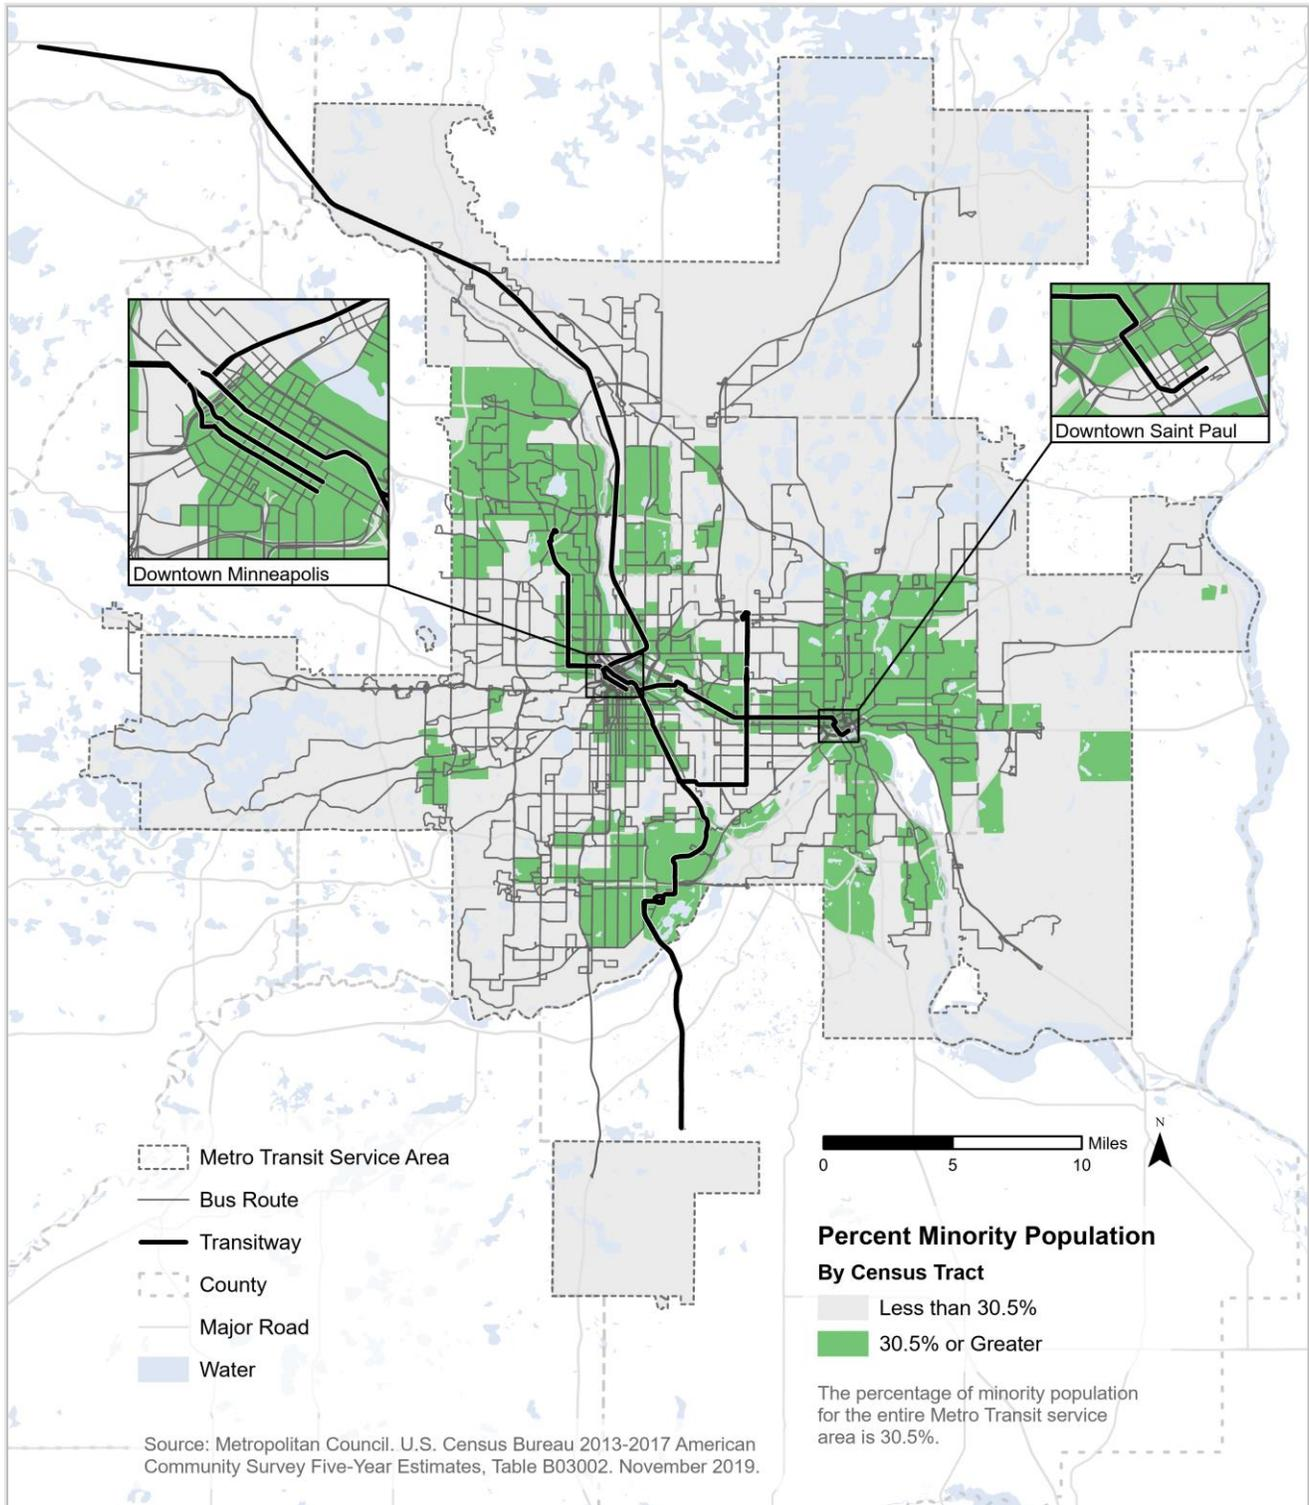 Downtown Minneapolis
Downtown Saint Paul
Metro Transit Service Area
Bus Route
Transitway
County
Major Road
Water
Miles
0 5 10
N
Percent Minority Population
By Census Tract
Less than 30.5%
30.5% or Greater
The percentage of minority population
for the entire Metro Transit service
area is 30.5%.
Source: Metropolitan Council. U.S. Census Bureau 2013-2017 American
Community Survey Five-Year Estimates, Table B03002. November 2019.